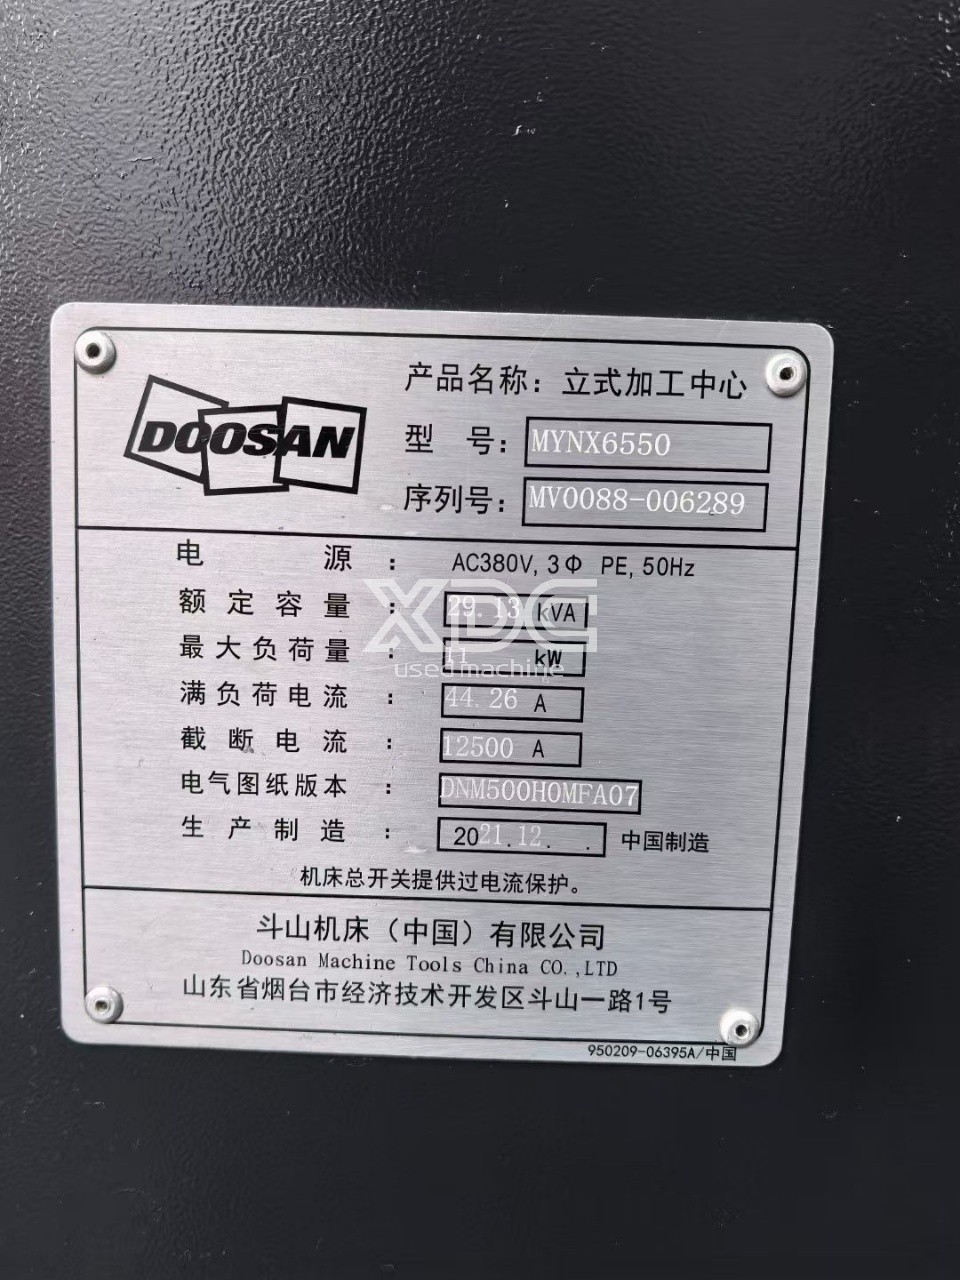 DOOSAN
产品名称：立式加工中心
型 号： MYNX6550
序列号： MV0088-006289
电 源 ： AC380V, 3Φ PE, 50Hz
额定容量 ： 29.13 kVA
最大负荷量 ： 11 kW
满负荷电流 ： 44.26 A
截断电流 ： 12500 A
电气图纸版本 ： DNM500H0MFA07
生产制造 ： 2021.12. . 中国制造
机床总开关提供过电流保护。
斗山机床（中国）有限公司
Doosan Machine Tools China CO.,LTD
山东省烟台市经济技术开发区斗山一路1号
950209-06395A/中国
XDC
used machine